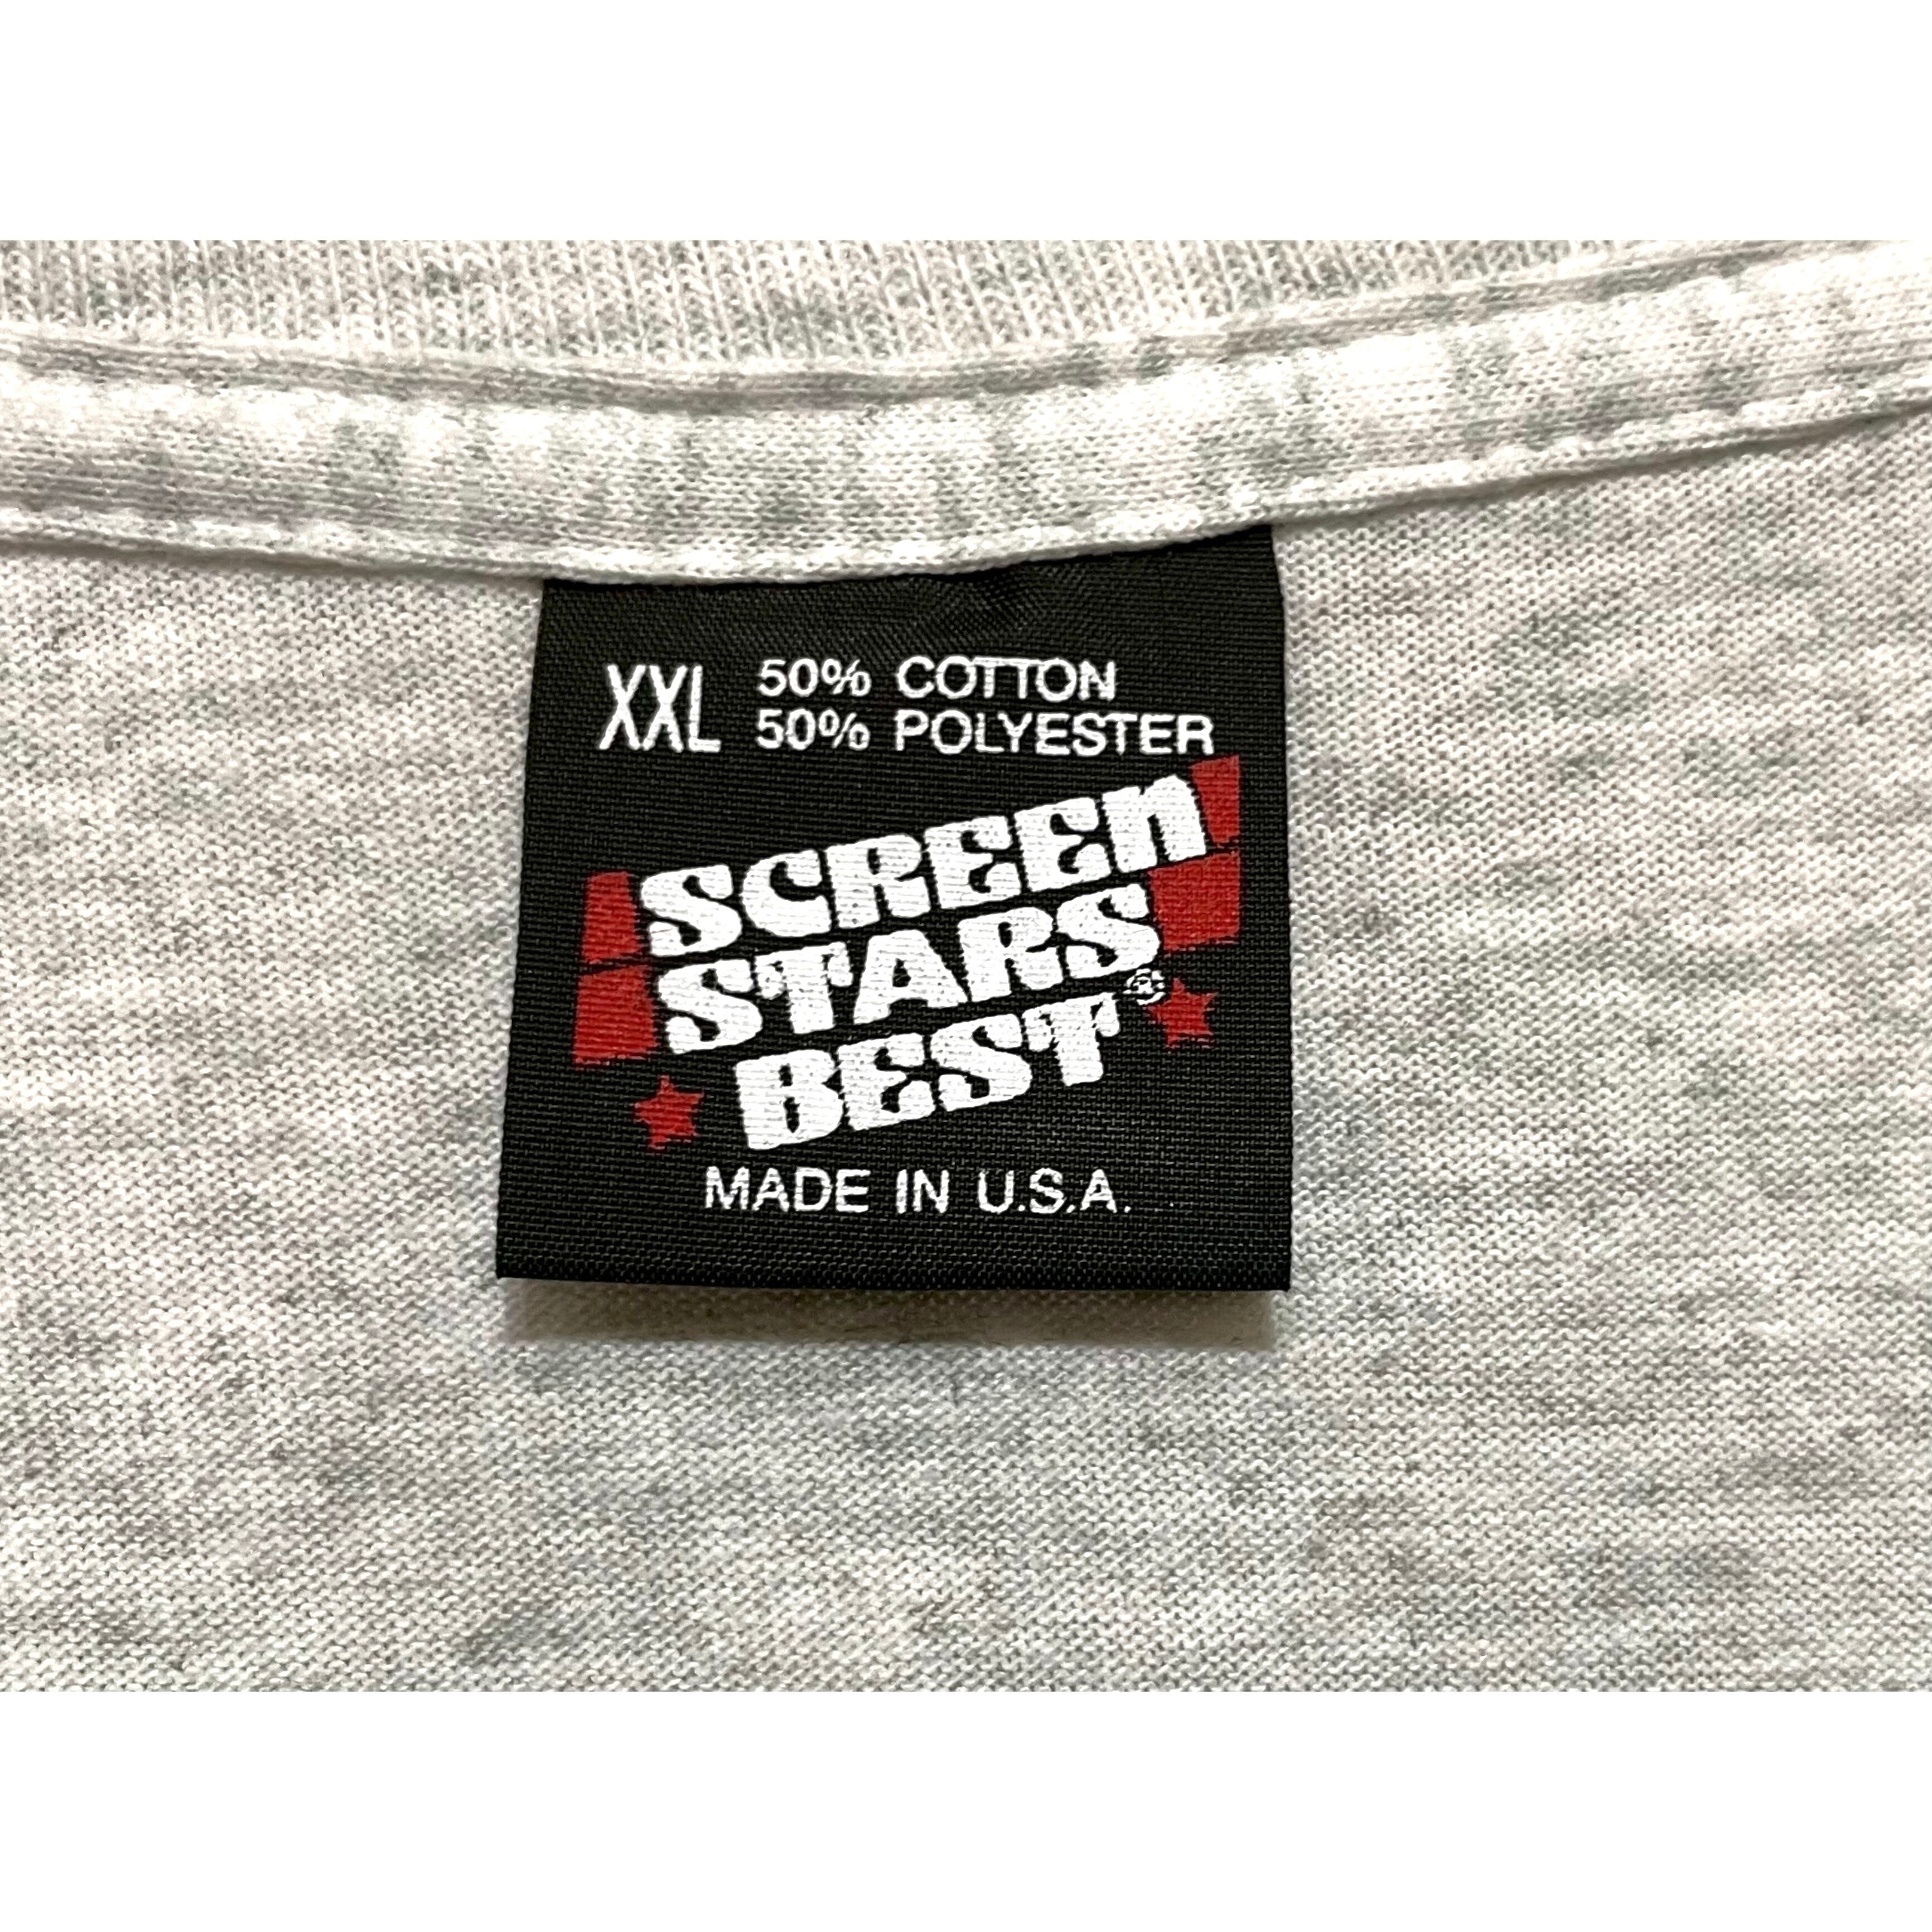 XXL 50% COTTON
50% POLYESTER
SCREEN
STARS
BEST®
MADE IN U.S.A.